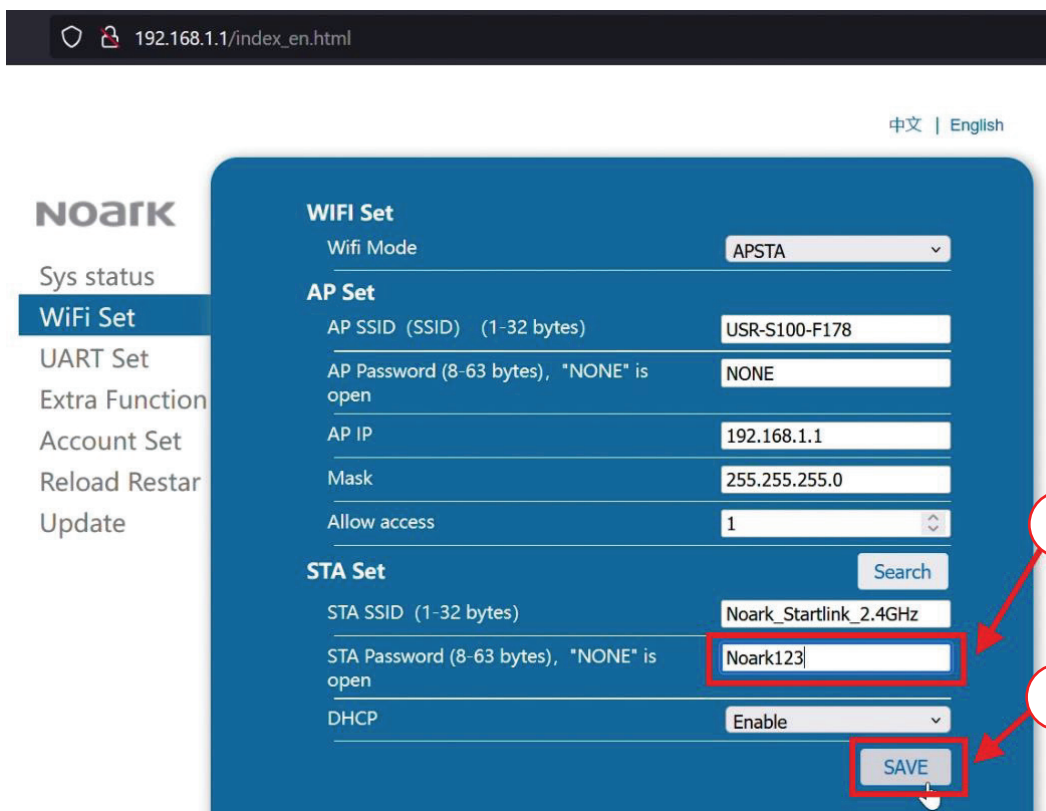 192.168.1.1/index_en.html
中文 | English
NOARK
Sys status
WiFi Set
UART Set
Extra Function
Account Set
Reload Restar
Update
WIFI Set
Wifi Mode APSTA
AP Set
AP SSID (SSID) (1-32 bytes) USR-S100-F178
AP Password (8-63 bytes), "NONE" is NONE
open
AP IP 192.168.1.1
Mask 255.255.255.0
Allow access 1
STA Set Search
STA SSID (1-32 bytes) Noark_Startlink_2.4GHz
STA Password (8-63 bytes), "NONE" is Noark123
open
DHCP Enable
SAVE